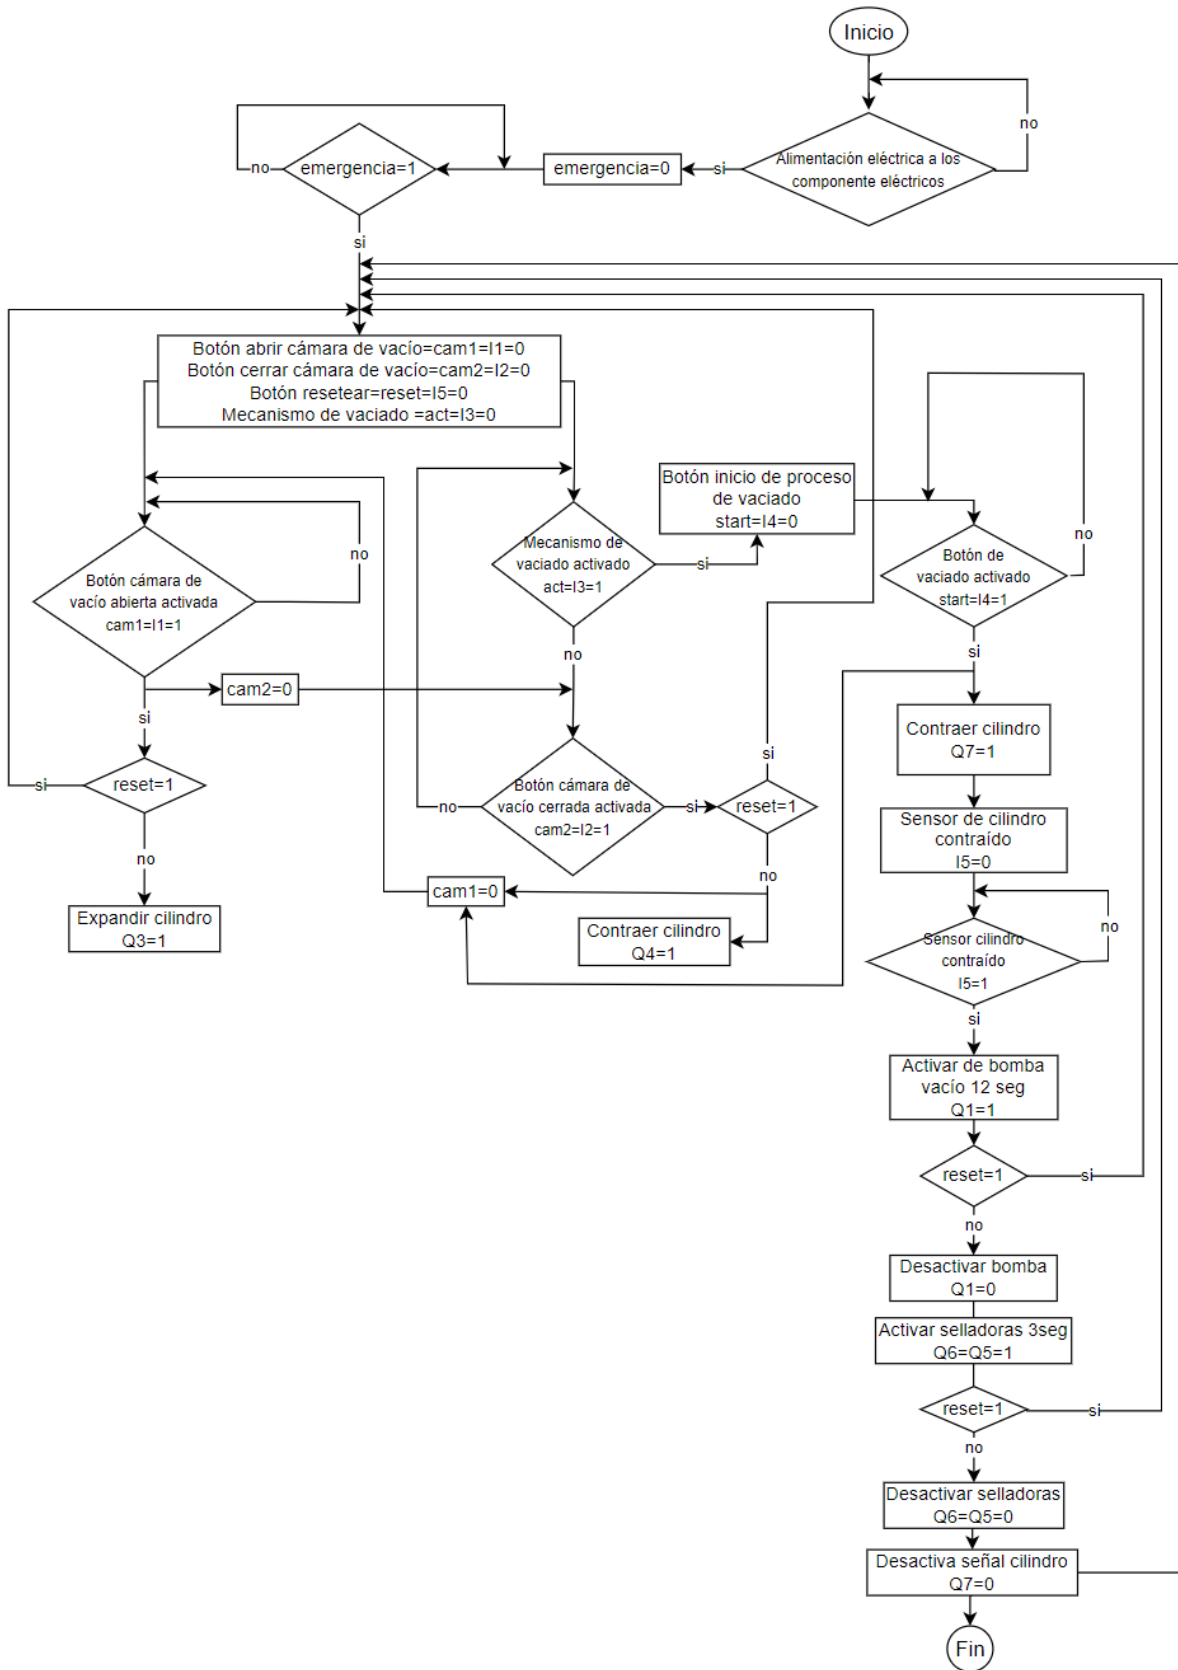 Inicio
no
Alimentación eléctrica a los
componente eléctricos
si
emergencia=0
emergencia=1
no
si
Botón abrir cámara de vacío=cam1=I1=0
Botón cerrar cámara de vacío=cam2=I2=0
Botón resetear=reset=I5=0
Mecanismo de vaciado =act=I3=0
Botón cámara de
vacío abierta activada
cam1=I1=1
no
si
cam2=0
reset=1
si
no
Expandir cilindro
Q3=1
Mecanismo de
vaciado activado
act=I3=1
si
no
Botón cámara de
vacío cerrada activada
cam2=I2=1
no
si
reset=1
si
no
cam1=0
Contraer cilindro
Q4=1
Botón inicio de proceso
de vaciado
start=I4=0
Botón de
vaciado activado
start=I4=1
no
si
Contraer cilindro
Q7=1
Sensor de cilindro
contraído
I5=0
Sensor cilindro
contraído
I5=1
no
si
Activar de bomba
vacío 12 seg
Q1=1
reset=1
si
no
Desactivar bomba
Q1=0
Activar selladoras 3seg
Q6=Q5=1
reset=1
si
no
Desactivar selladoras
Q6=Q5=0
Desactiva señal cilindro
Q7=0
Fin